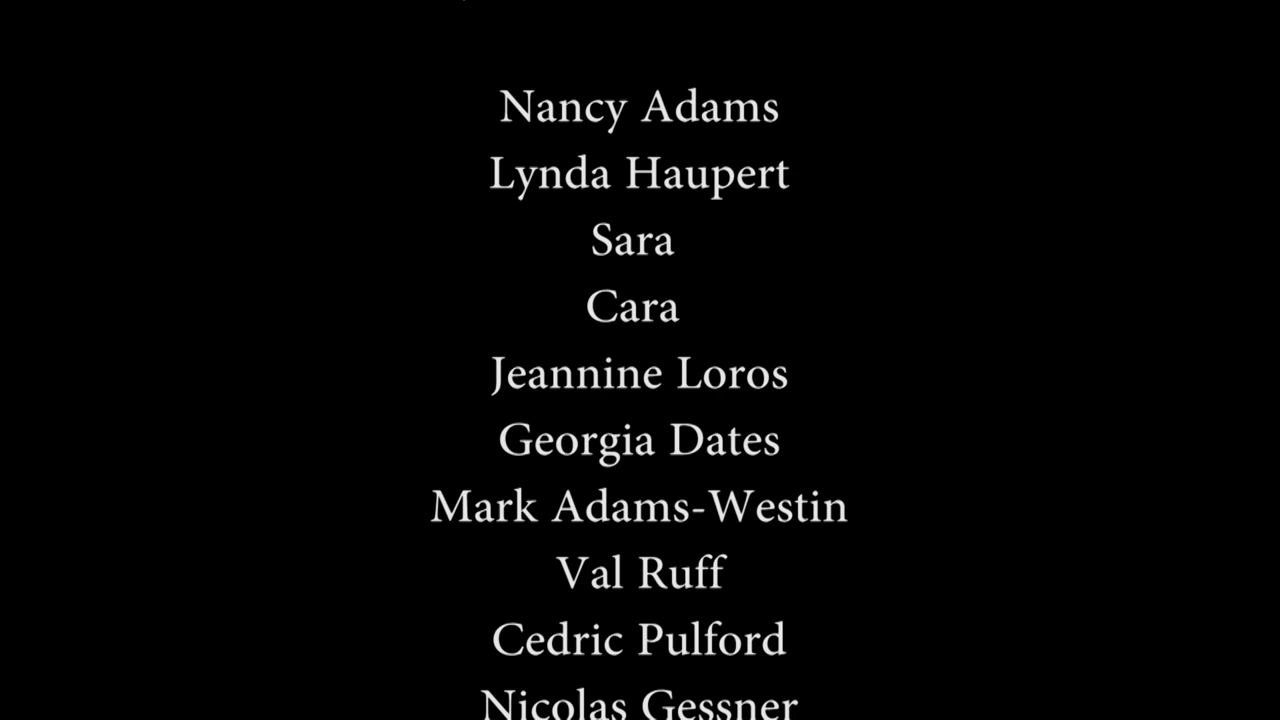 Nancy Adams
Lynda Haupert
Sara
Cara
Jeannine Loros
Georgia Dates
Mark Adams-Westin
Val Ruff
Cedric Pulford
Nicolas Gessner